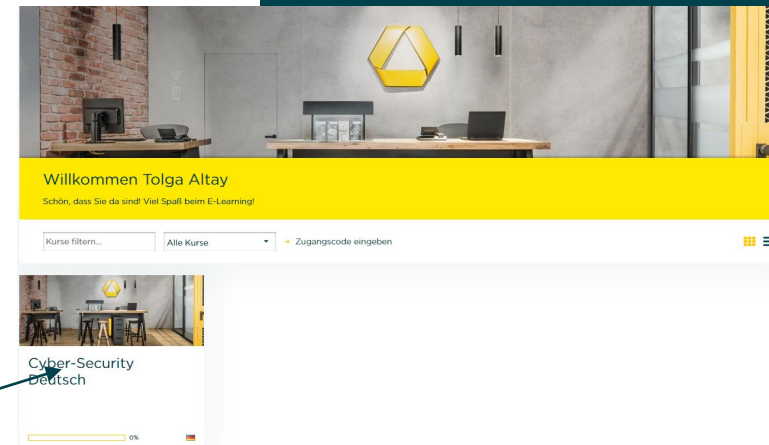 Willkommen Tolga Altay
Schön, dass Sie da sind! Viel Spaß beim E-Learning!
Kurse filtern... Alle Kurse → Zugangscode eingeben
Cyber-Security
Deutsch
0%